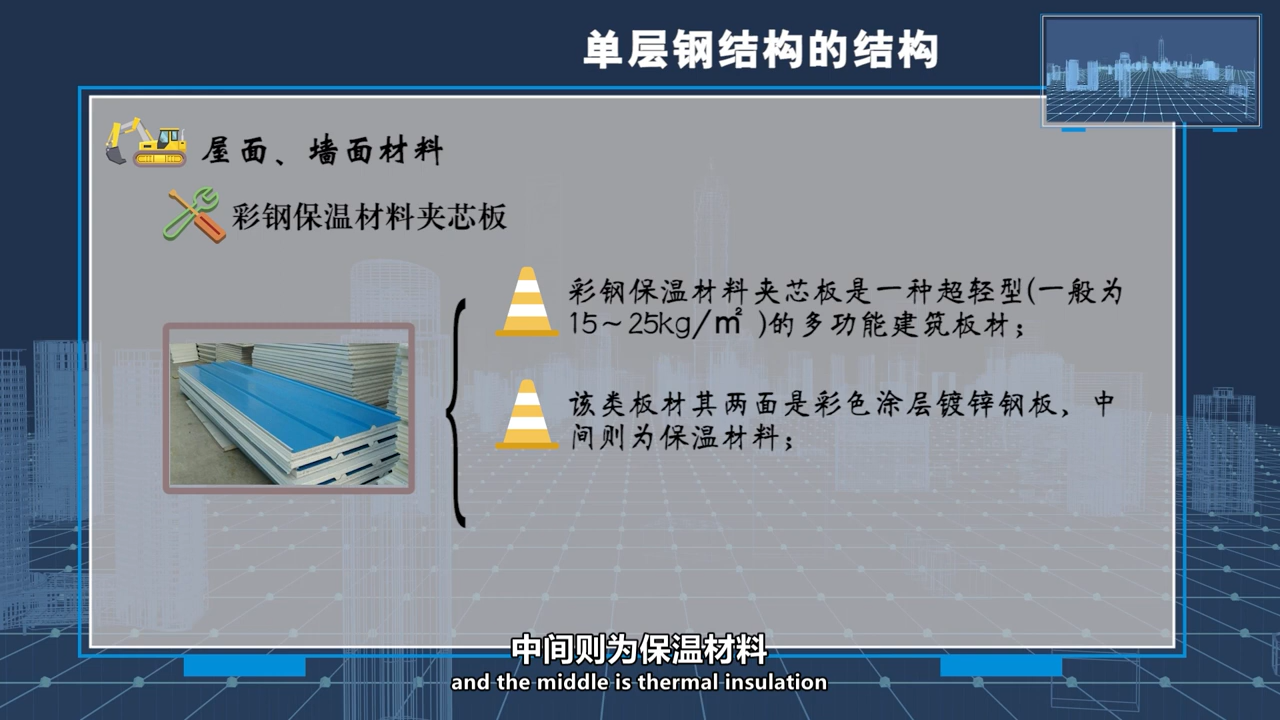 单层钢结构的结构
屋面、墙面材料
彩钢保温材料夹芯板
彩钢保温材料夹芯板是一种超轻型(一般为
15～25kg/㎡ )的多功能建筑板材；
该类板材其两面是彩色涂层镀锌钢板，中
间则为保温材料；
中间则为保温材料
and the middle is thermal insulation